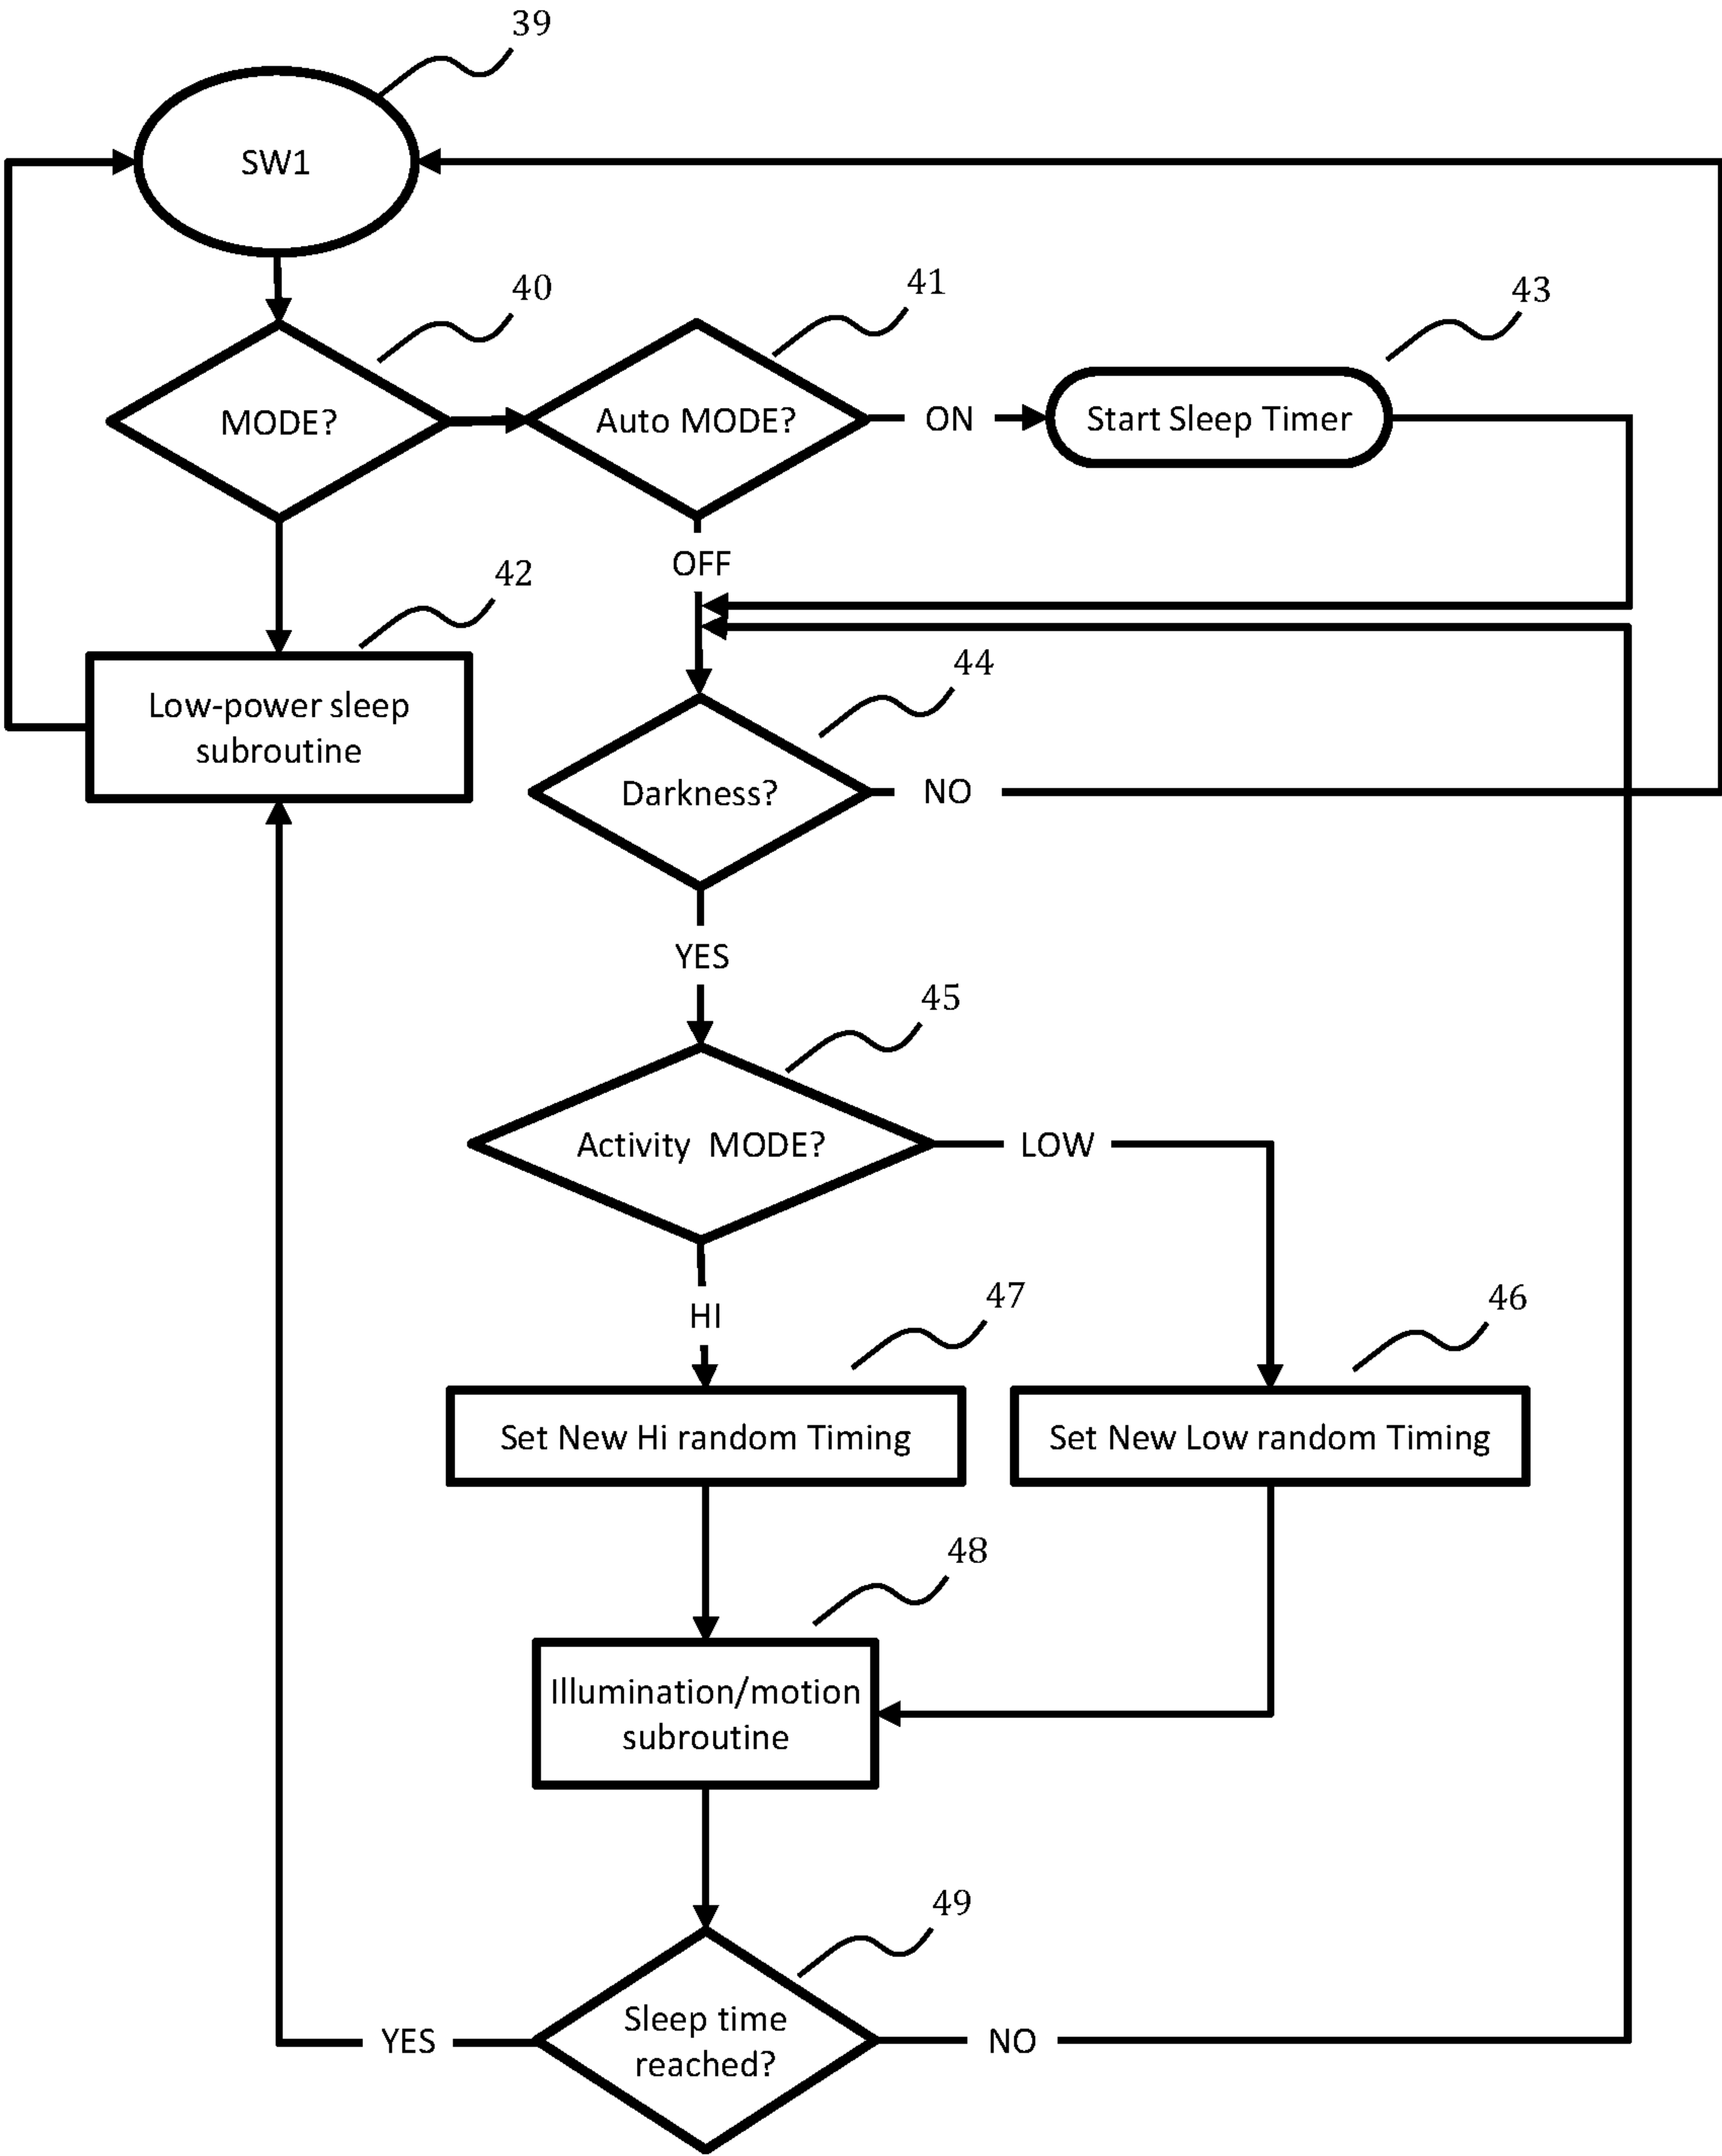 39
SW1
40
41
43
MODE?
Auto MODE?
ON
Start Sleep Timer
OFF
42
44
Low-power sleep
subroutine
Darkness?
NO
YES
45
Activity MODE?
LOW
HI
47
46
Set New Hi random Timing
Set New Low random Timing
48
Illumination/motion
subroutine
49
Sleep time
reached?
YES
NO